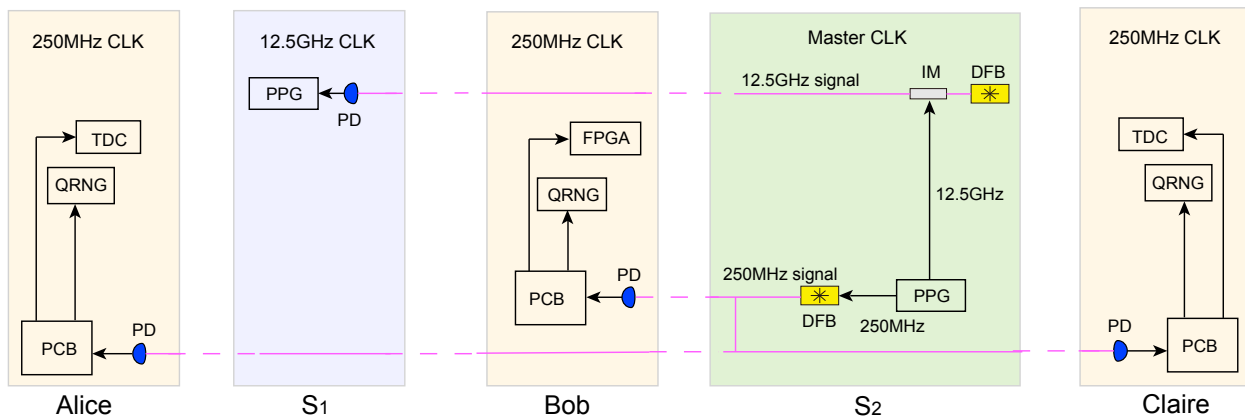 250MHz CLK
TDC
QRNG
PCB
PD
Alice
12.5GHz CLK
PPG
PD
S1
250MHz CLK
FPGA
QRNG
PCB
PD
Bob
Master CLK
12.5GHz signal
IM
DFB
12.5GHz
250MHz signal
DFB
250MHz
PPG
S2
250MHz CLK
TDC
QRNG
PD
PCB
Claire